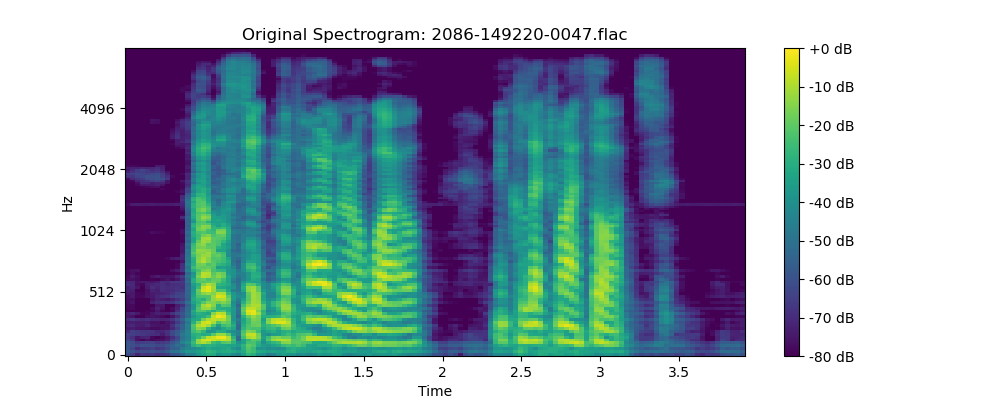 Original Spectrogram: 2086-149220-0047.flac
Hz
4096
2048
1024
512
0
0 0.5 1 1.5 2 2.5 3 3.5
Time
+0 dB
-10 dB
-20 dB
-30 dB
-40 dB
-50 dB
-60 dB
-70 dB
-80 dB